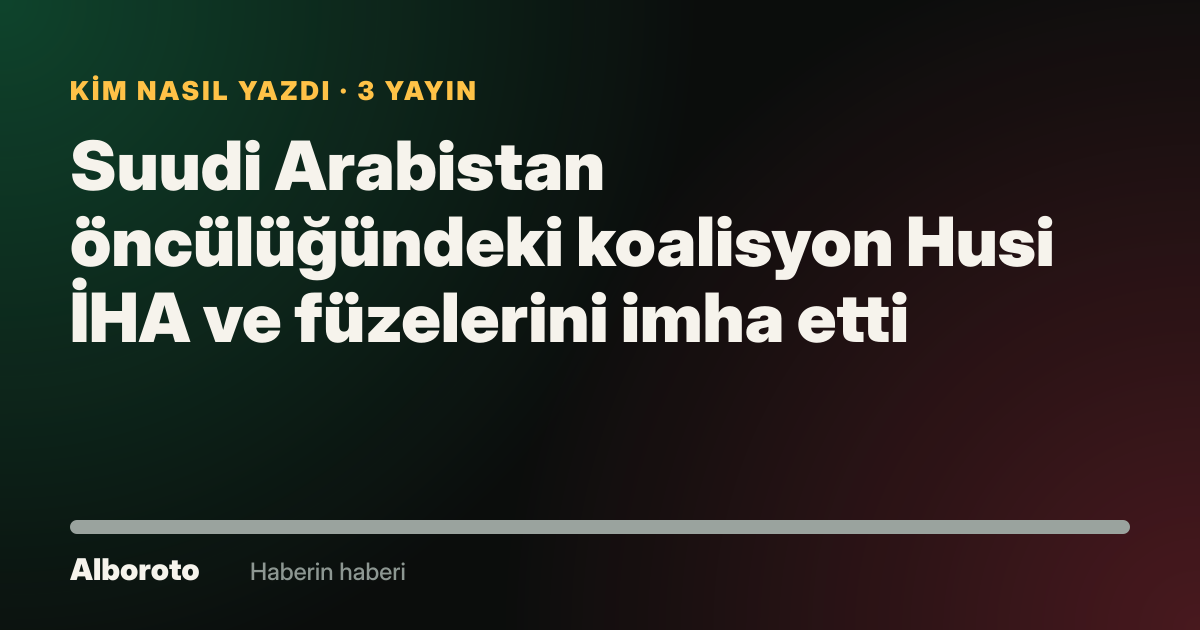 KİM NASIL YAZDI · 3 YAYIN
Suudi Arabistan
öncülüğündeki koalisyon Husi
İHA ve füzelerini imha etti
Alboroto Haberin haberi